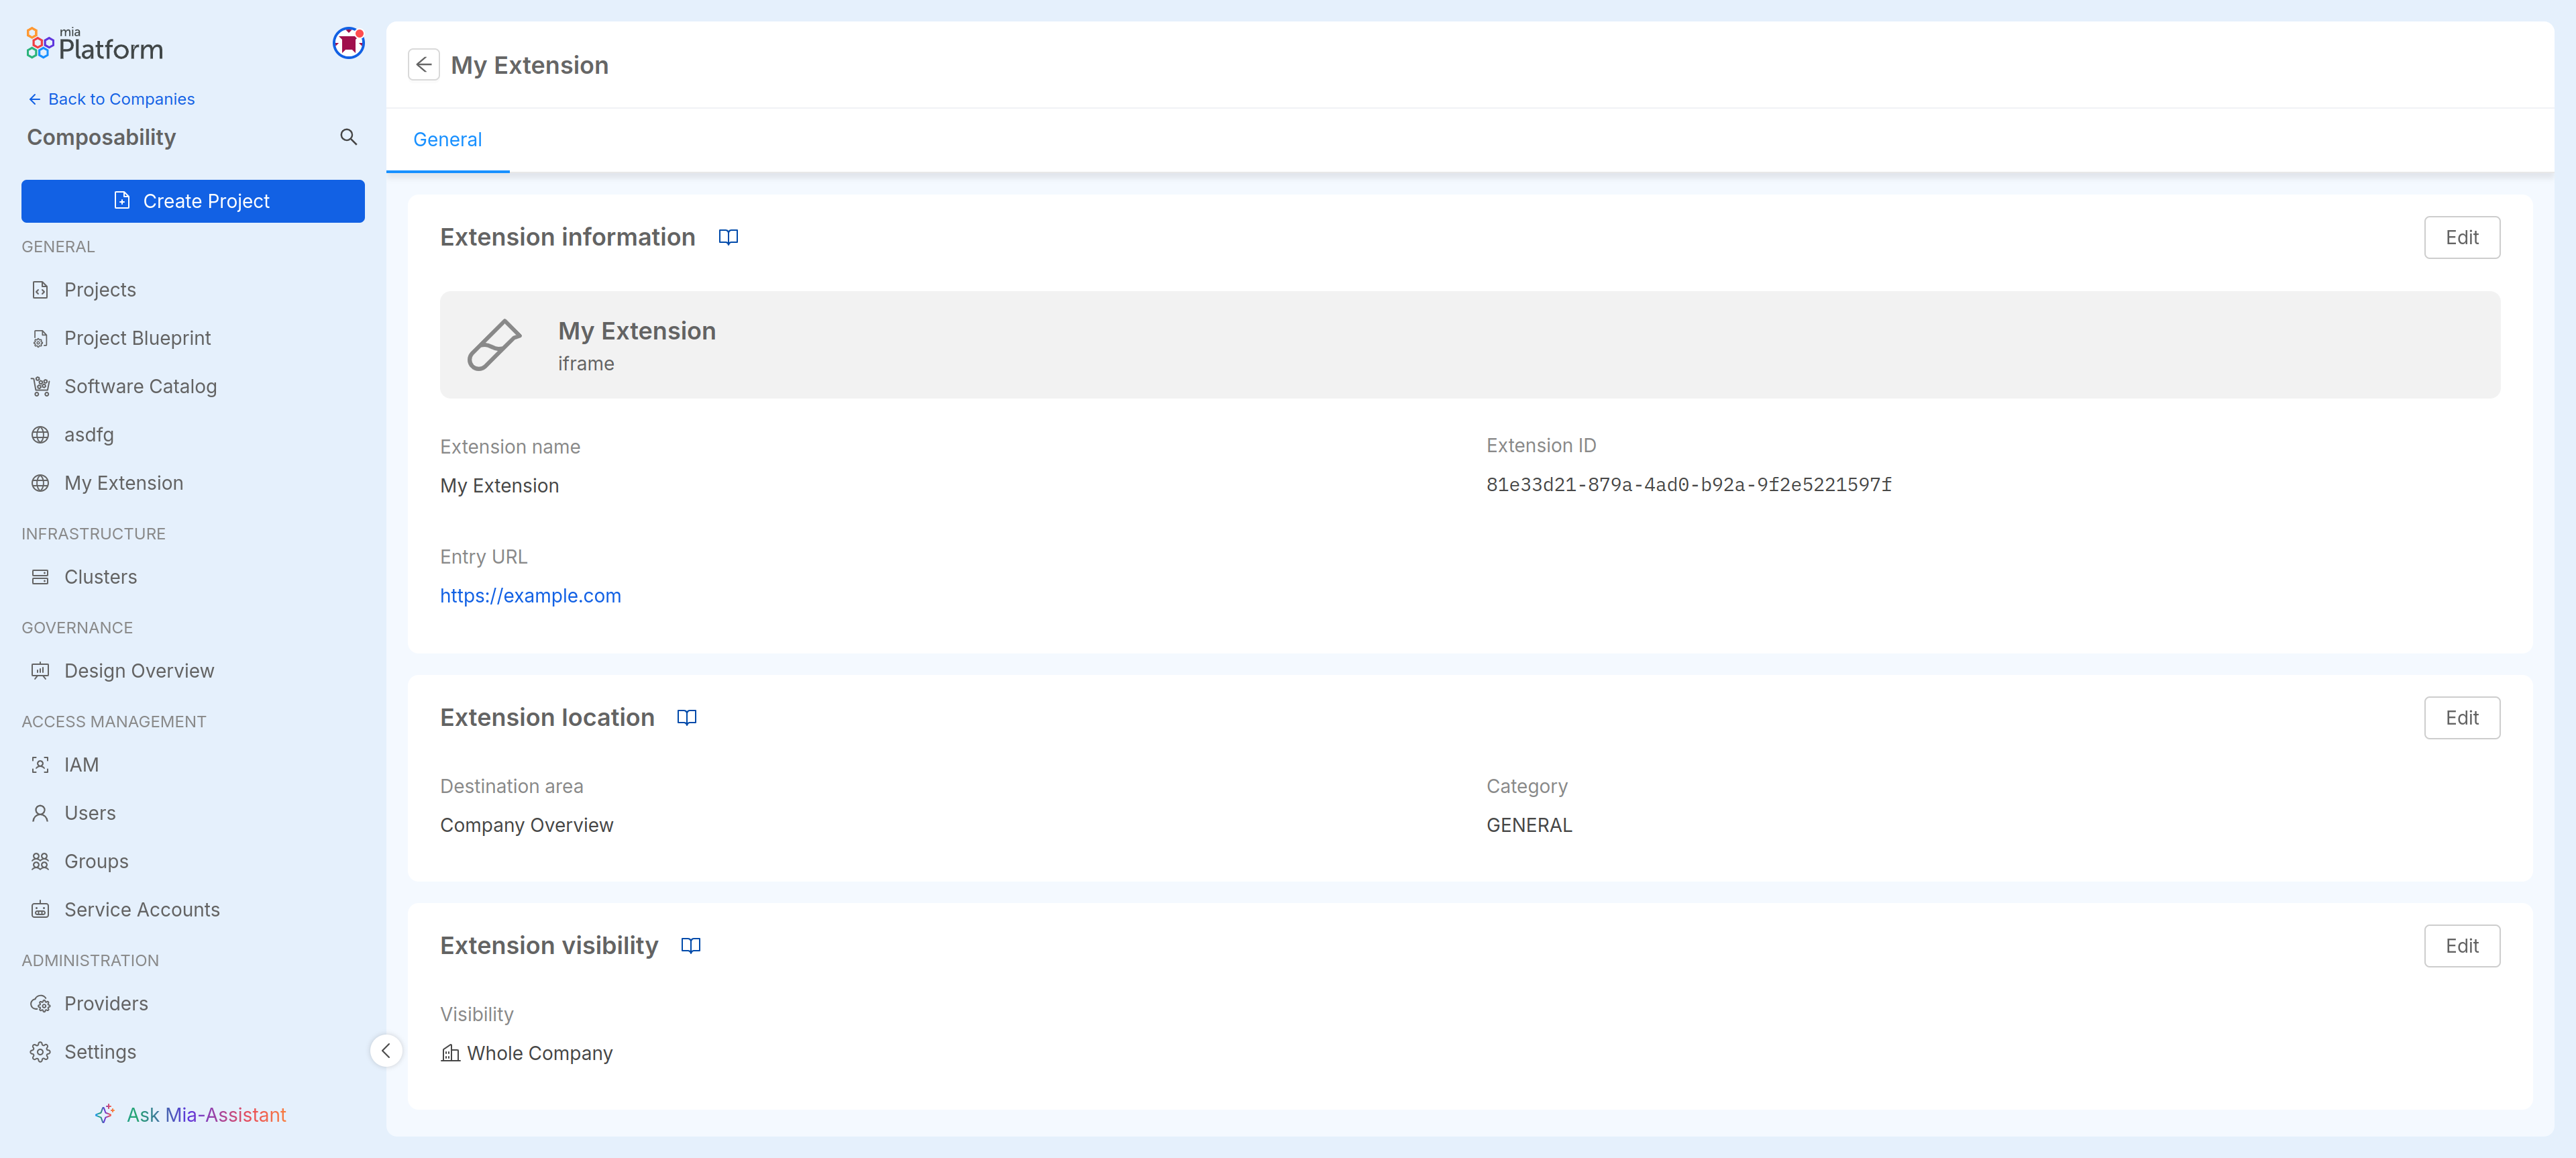 mia
Platform
Back to Companies
Composability
Create Project
GENERAL
Projects
Project Blueprint
Software Catalog
asdfg
My Extension
INFRASTRUCTURE
Clusters
GOVERNANCE
Design Overview
ACCESS MANAGEMENT
IAM
Users
Groups
Service Accounts
ADMINISTRATION
Providers
Settings
Ask Mia-Assistant
My Extension
General
Extension information
Edit
My Extension
iframe
Extension name
My Extension
Extension ID
81e33d21-879a-4ad0-b92a-9f2e5221597f
Entry URL
https://example.com
Extension location
Edit
Destination area
Company Overview
Category
GENERAL
Extension visibility
Edit
Visibility
Whole Company